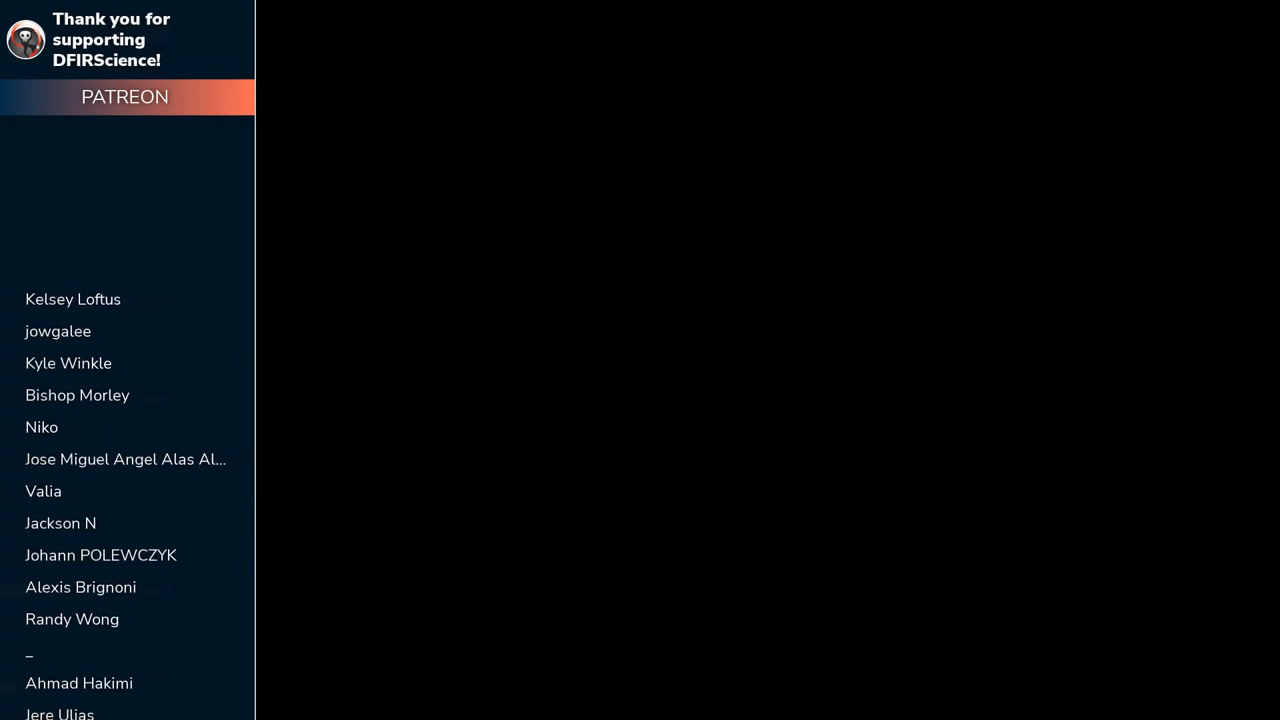 Thank you for
supporting
DFIRScience!
PATREON
Kelsey Loftus
jowgalee
Kyle Winkle
Bishop Morley
Niko
Jose Miguel Angel Alas Al...
Valia
Jackson N
Johann POLEWCZYK
Alexis Brignoni
Randy Wong
_
Ahmad Hakimi
Jere Ulias